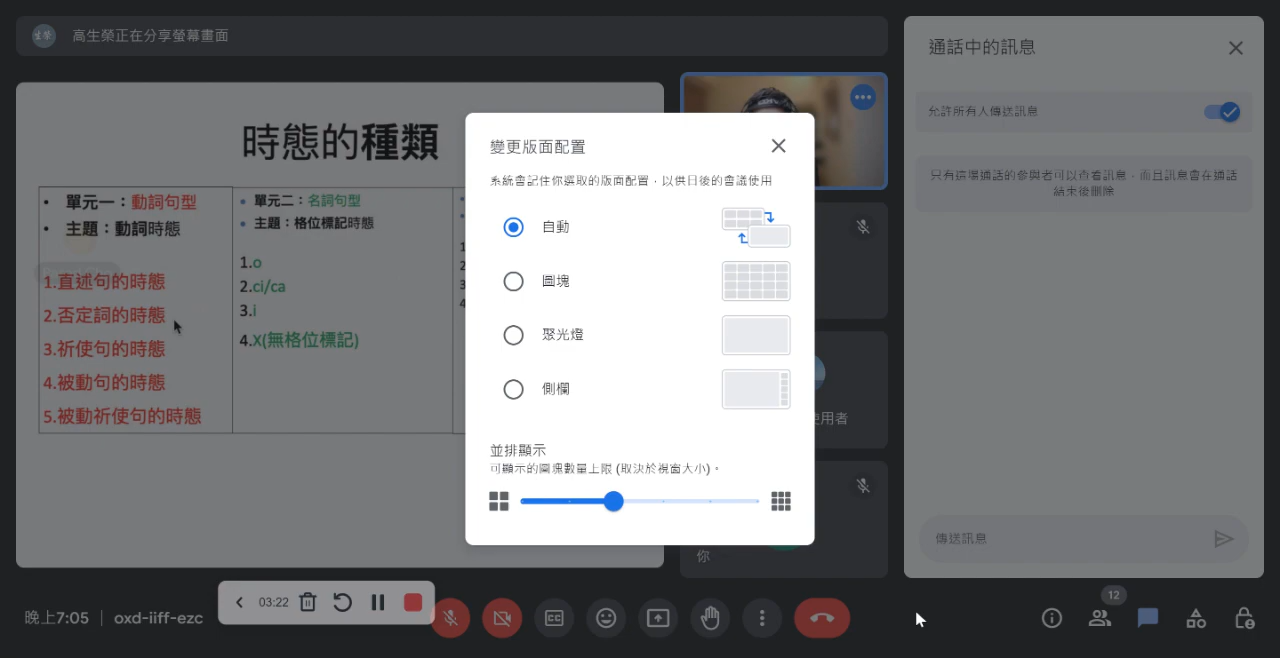 生榮
高生榮正在分享螢幕畫面
時態的種類
• 單元一：動詞句型
• 主題：動詞時態
1.直述句的時態
2.否定詞的時態
3.祈使句的時態
4.被動句的時態
5.被動祈使句的時態
• 單元二：名詞句型
• 主題：格位標記時態
1.o
2.ci/ca
3.i
4.X(無格位標記)
變更版面配置
系統會記住你選取的版面配置，以供日後的會議使用
自動
圖塊
聚光燈
側欄
並排顯示
可顯示的圖塊數量上限 (取決於視窗大小)。
使用者
你
通話中的訊息
允許所有人傳送訊息
只有這場通話的參與者可以查看訊息，而且訊息會在通話
結束後刪除
傳送訊息
晚上7:05
oxd-iiff-ezc
03:22
CC
12